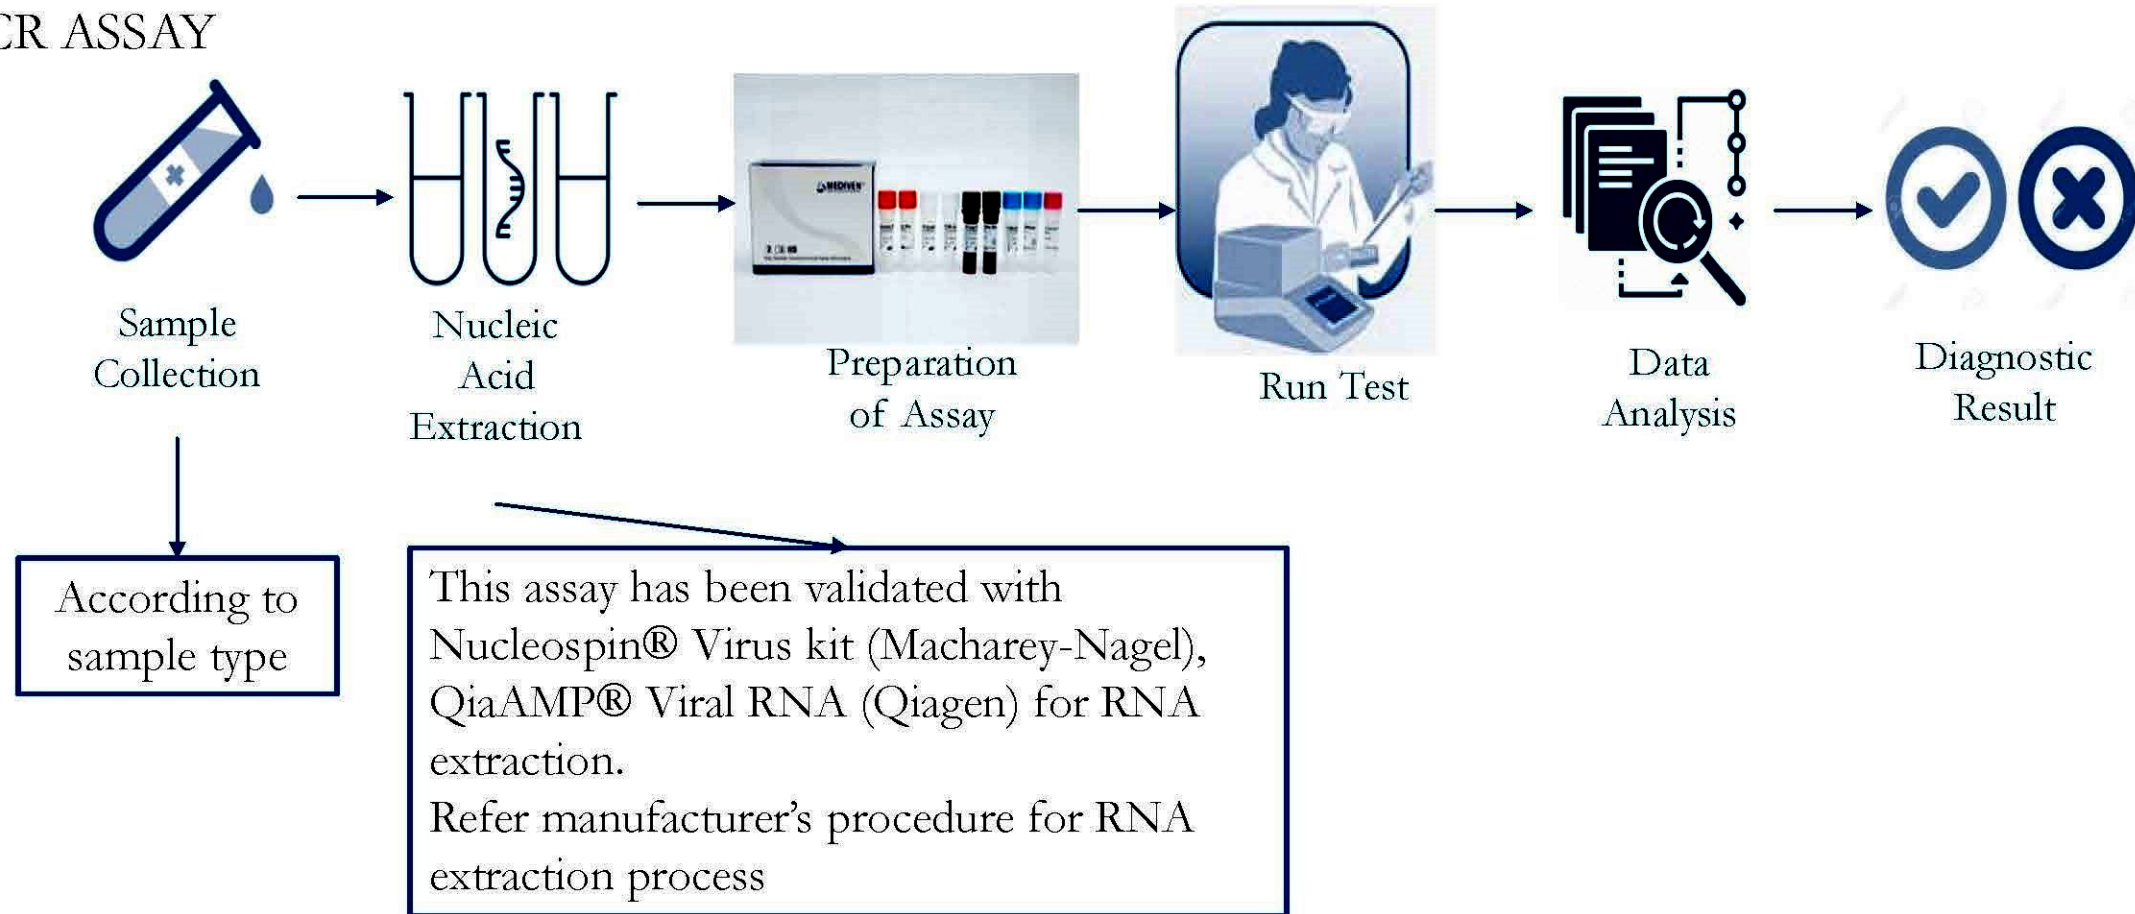 CR ASSAY
MEDIVEN
Sample
Collection
Nucleic
Acid
Extraction
Preparation
of Assay
Run Test
Data
Analysis
Diagnostic
Result
According to
sample type
This assay has been validated with
Nucleospin® Virus kit (Macharey-Nagel),
QiaAMP® Viral RNA (Qiagen) for RNA
extraction.
Refer manufacturer’s procedure for RNA
extraction process